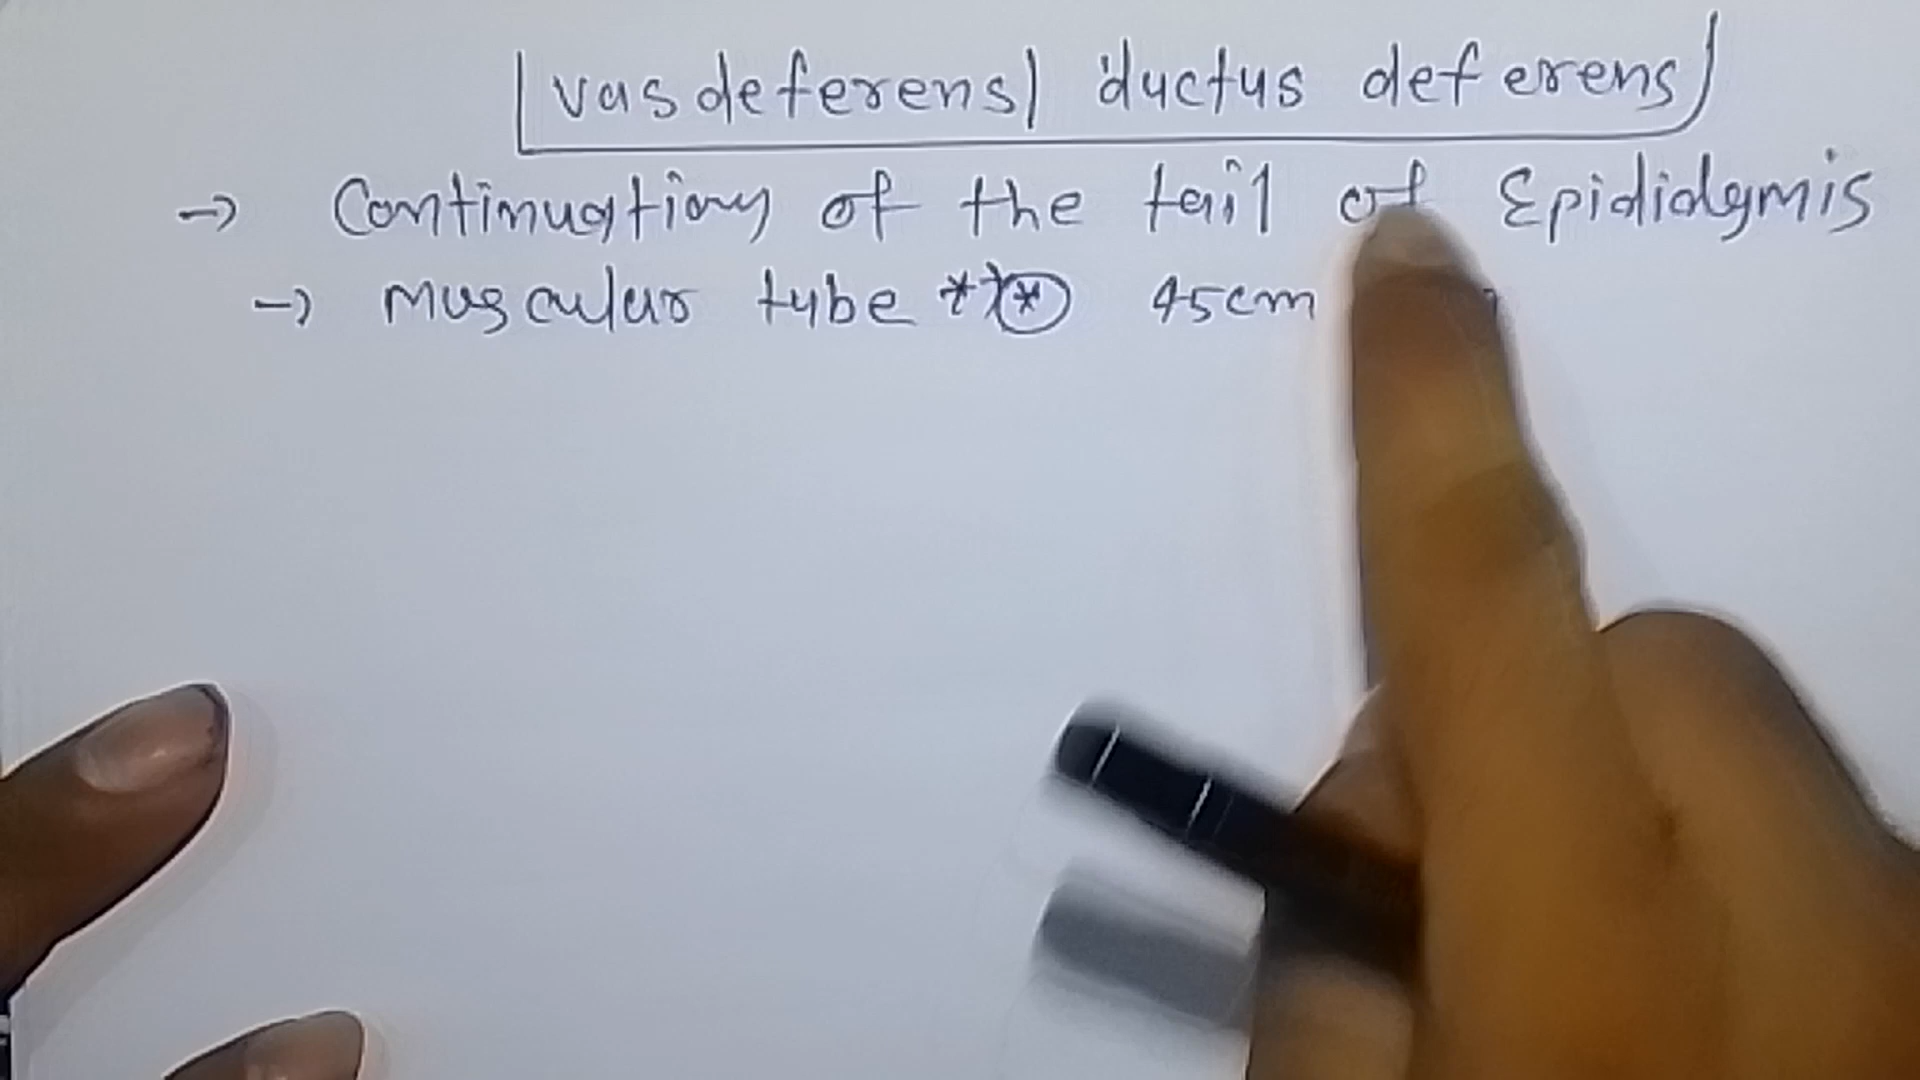 vas deferens | ductus deferens
→ Continuation of the tail of Epididymis
→ Muscular tube *** 45cm